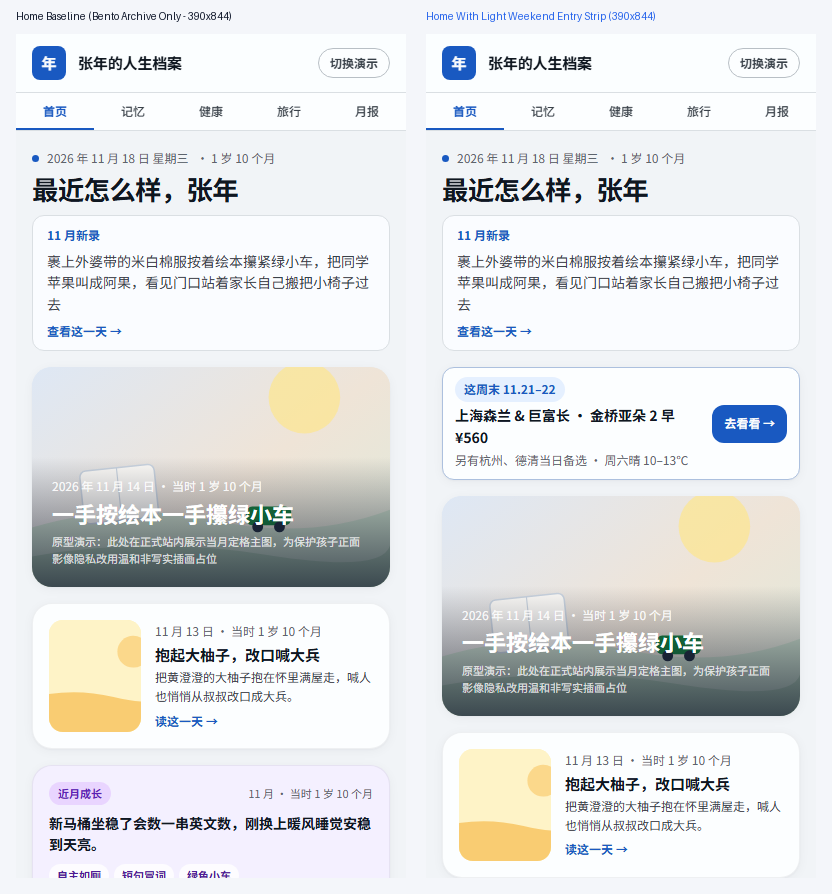 Home Baseline (Bento Archive Only - 390x844)
年
张年的人生档案
切换演示
首页
记忆
健康
旅行
月报
2026 年 11 月 18 日 星期三 · 1 岁 10 个月
最近怎么样，张年
11 月新录
裹上外婆带的米白棉服按着绘本攥紧绿小车，把同学
苹果叫成阿果，看见门口站着家长自己搬把小椅子过
去
查看这一天 →
2026 年 11 月 14 日 · 当时 1 岁 10 个月
一手按绘本一手攥绿小车
原型演示：此处在正式站内展示当月定格主图，为保护孩子正面
影像隐私改用温和非写实插画占位
11 月 13 日 · 当时 1 岁 10 个月
抱起大柚子，改口喊大兵
把黄澄澄的大柚子抱在怀里满屋走，喊人
也悄悄从叔叔改口成大兵。
读这一天 →
近月成长
11 月 · 当时 1 岁 10 个月
新马桶坐稳了会数一串英文数，刚换上暖风睡觉安稳
到天亮。
自主如厕
短句冒词
绿色小车
Home With Light Weekend Entry Strip (390x844)
年
张年的人生档案
切换演示
首页
记忆
健康
旅行
月报
2026 年 11 月 18 日 星期三 · 1 岁 10 个月
最近怎么样，张年
11 月新录
裹上外婆带的米白棉服按着绘本攥紧绿小车，把同学
苹果叫成阿果，看见门口站着家长自己搬把小椅子过
去
查看这一天 →
这周末 11.21–22
上海森兰 & 巨富长 · 金桥亚朵 2 早
¥560
另有杭州、德清当日备选 · 周六晴 10–13°C
去看看 →
2026 年 11 月 14 日 · 当时 1 岁 10 个月
一手按绘本一手攥绿小车
原型演示：此处在正式站内展示当月定格主图，为保护孩子正面
影像隐私改用温和非写实插画占位
11 月 13 日 · 当时 1 岁 10 个月
抱起大柚子，改口喊大兵
把黄澄澄的大柚子抱在怀里满屋走，喊人
也悄悄从叔叔改口成大兵。
读这一天 →